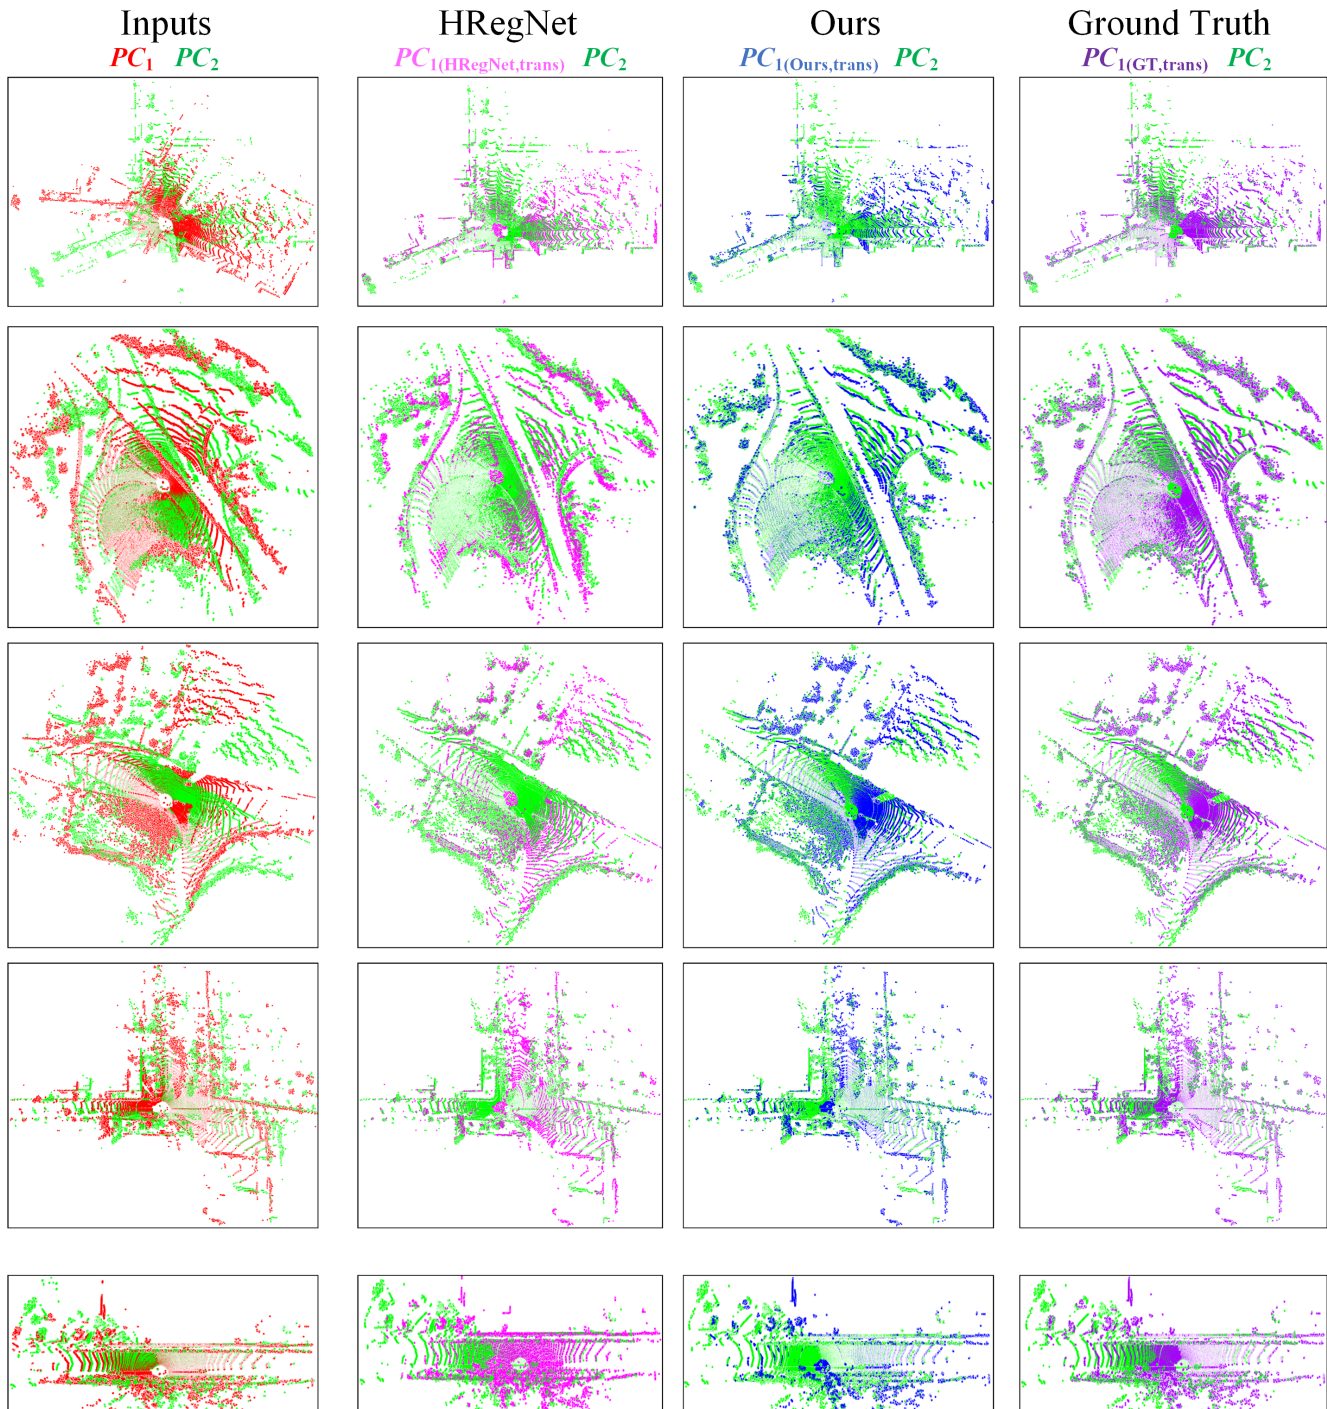 Inputs HRegNet Ours Ground Truth
PC1 PC2 PC1(HRegNet,trans) PC2 PC1(Ours,trans) PC2 PC1(GT,trans) PC2